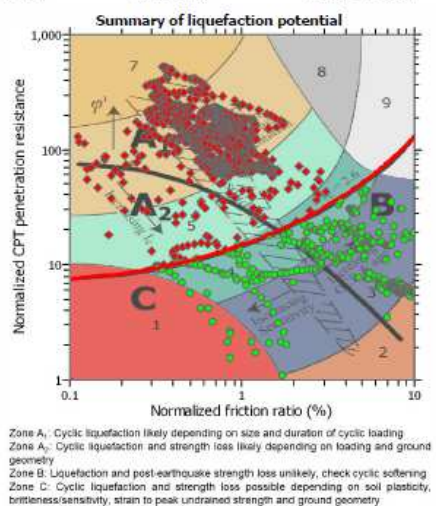 Summary of liquefaction potential
1,000
100
10
1
Normalized CPT penetration resistance
7
8
9
φ'
A₁
A₂
5
B
C
1
3
2
0.1
1
10
Normalized friction ratio (%)
Zone A₁: Cyclic liquefaction likely depending on size and duration of cyclic loading
Zone A₂: Cyclic liquefaction and strength loss likely depending on loading and ground
geometry
Zone B: Liquefaction and post-earthquake strength loss unlikely, check cyclic softening
Zone C: Cyclic liquefaction and strength loss possible depending on soil plasticity,
brittleness/sensitivity, strain to peak undrained strength and ground geometry